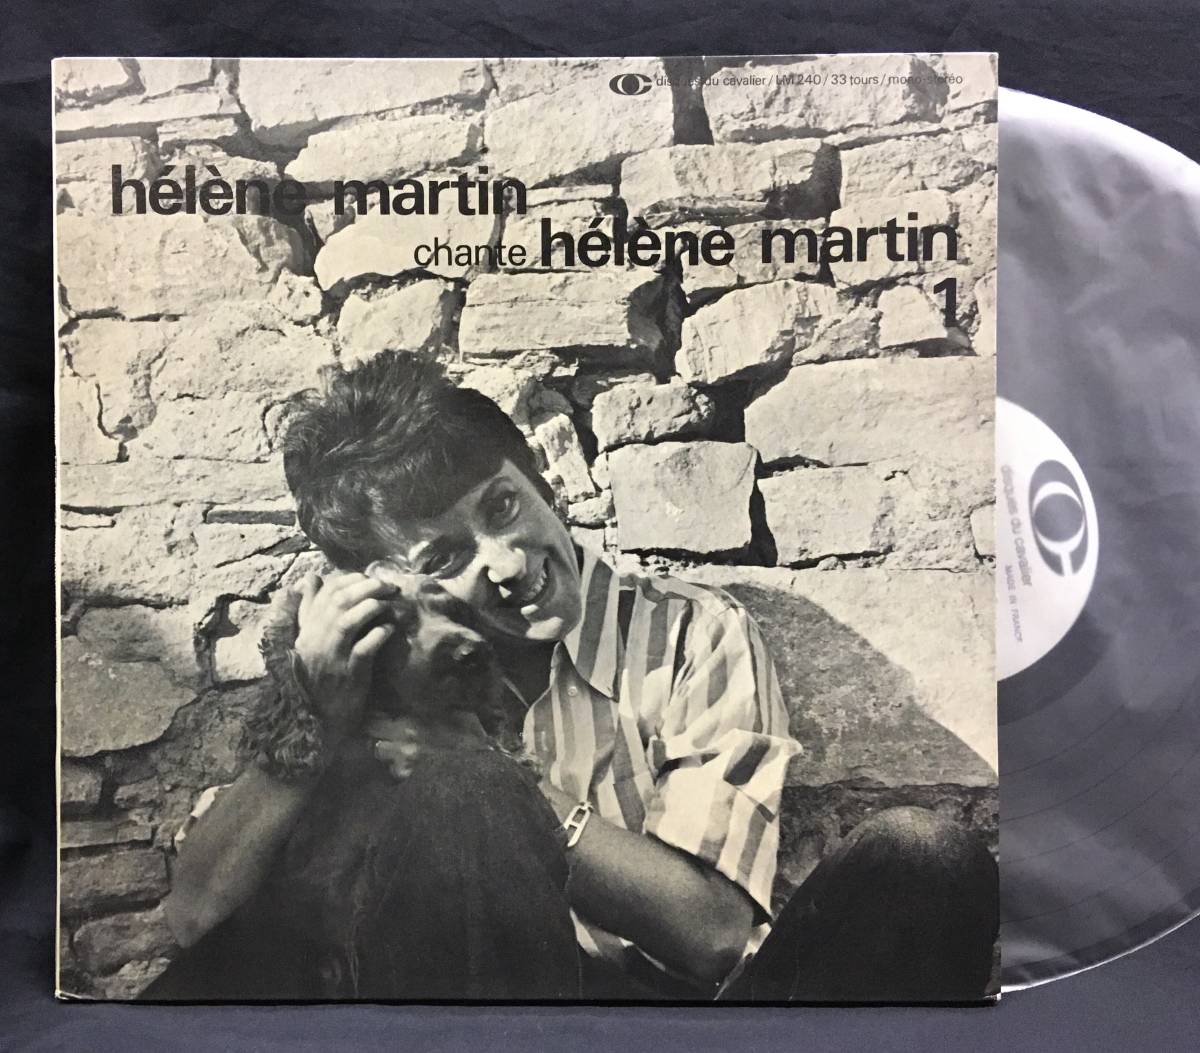 disques du cavalier / LM 240 / 33 tours / mono-stéréo
hélène martin
chante hélène martin
1
disques du cavalier
MADE IN FRANCE